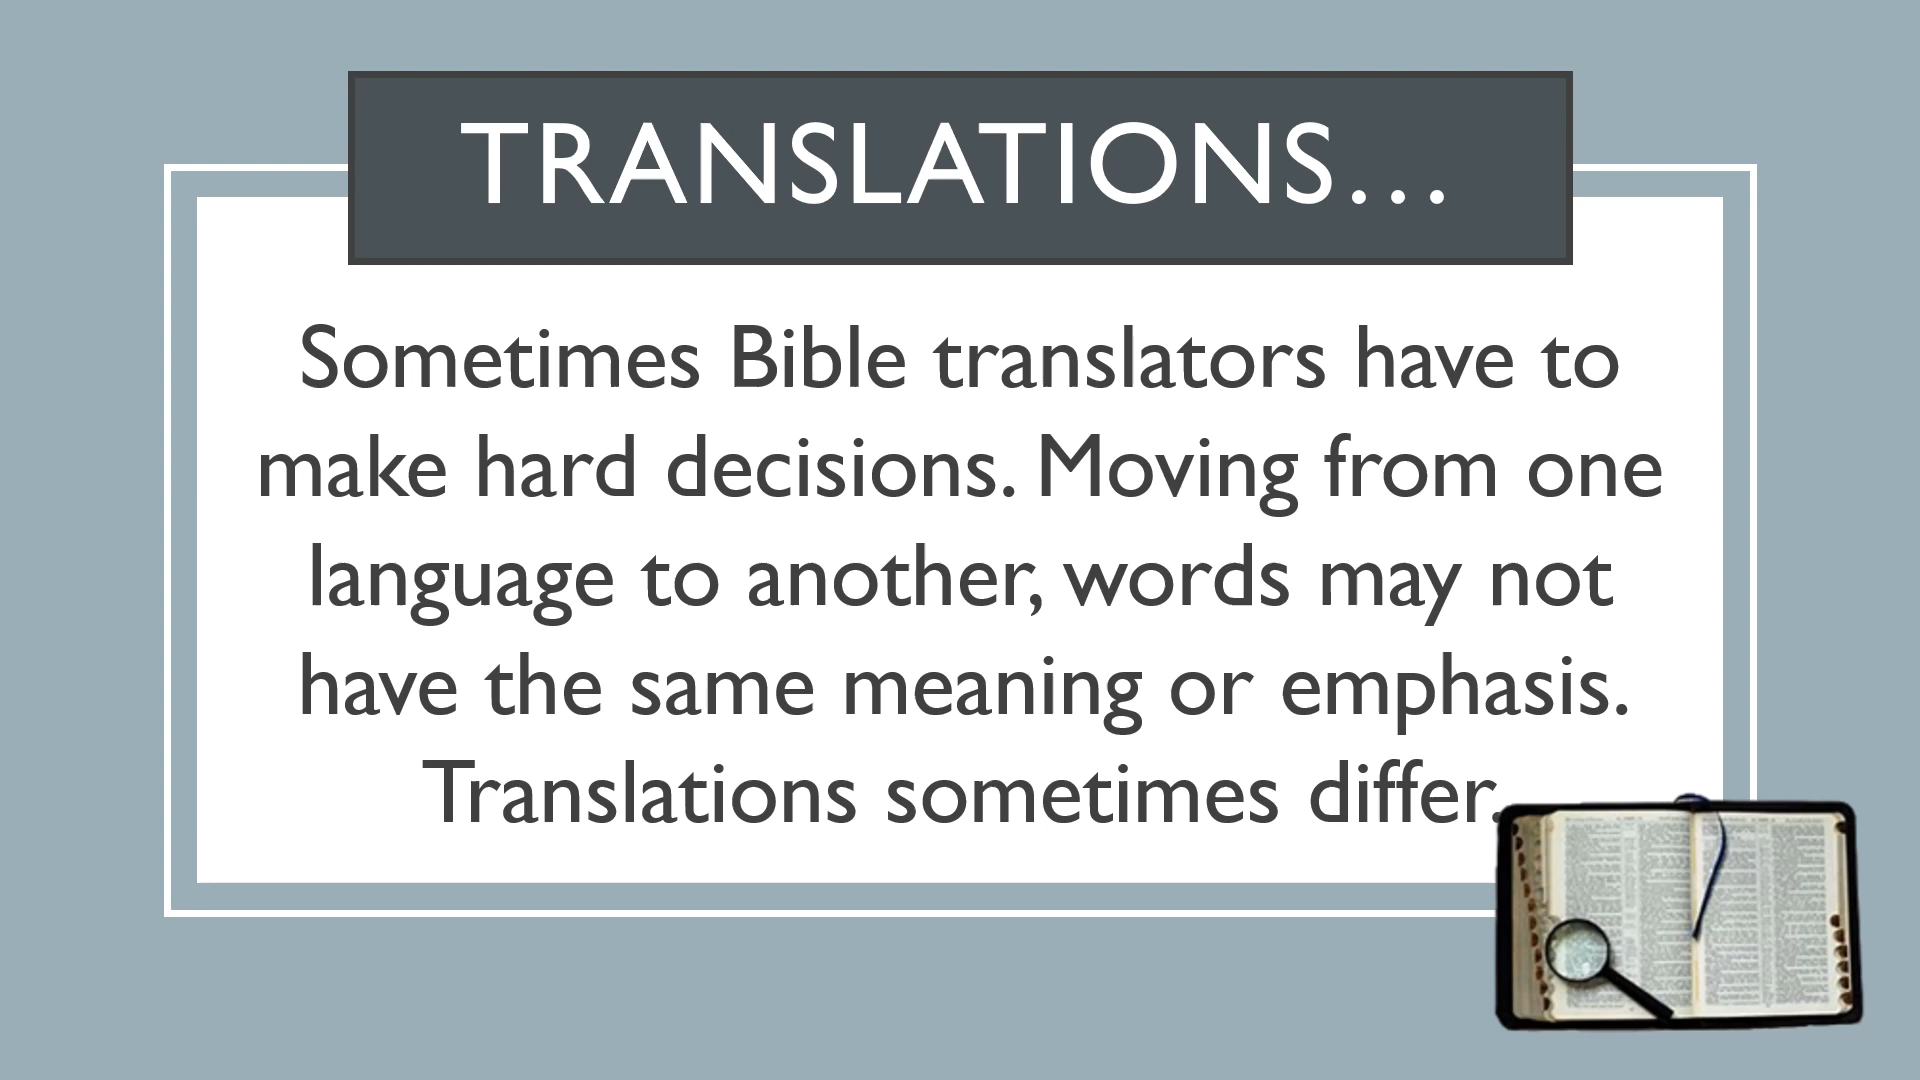 TRANSLATIONS…
Sometimes Bible translators have to
make hard decisions. Moving from one
language to another, words may not
have the same meaning or emphasis.
Translations sometimes differ.